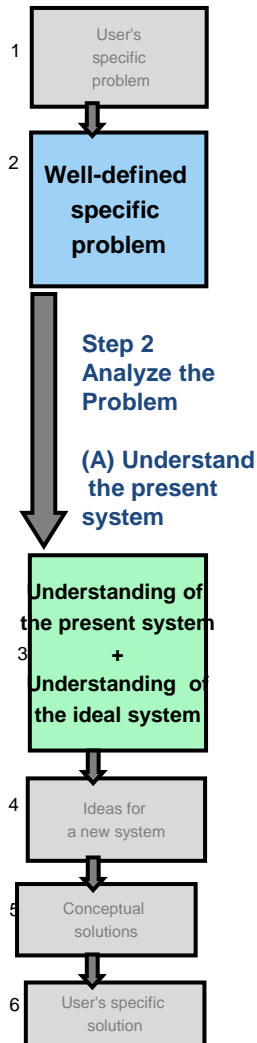 1
User's
specific
problem
2
Well-defined
specific
problem
Step 2
Analyze the
Problem
(A) Understand
the present
system
3
Understanding of
the present system
+
Understanding of
the ideal system
4
Ideas for
a new system
5
Conceptual
solutions
6
User's specific
solution